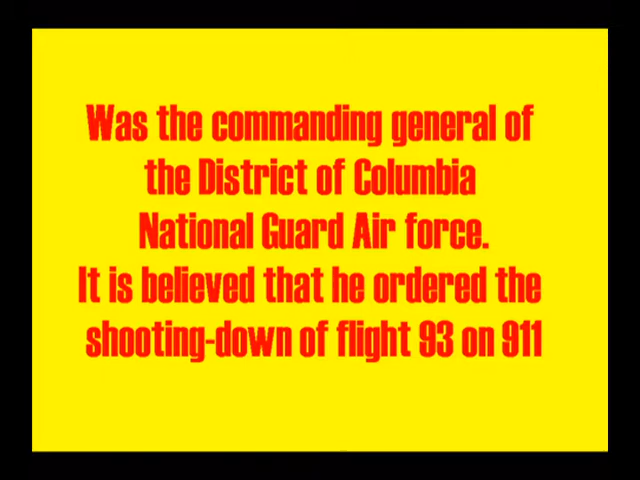 Was the commanding general of
the District of Columbia
National Guard Air force.
It is believed that he ordered the
shooting-down of flight 93 on 911